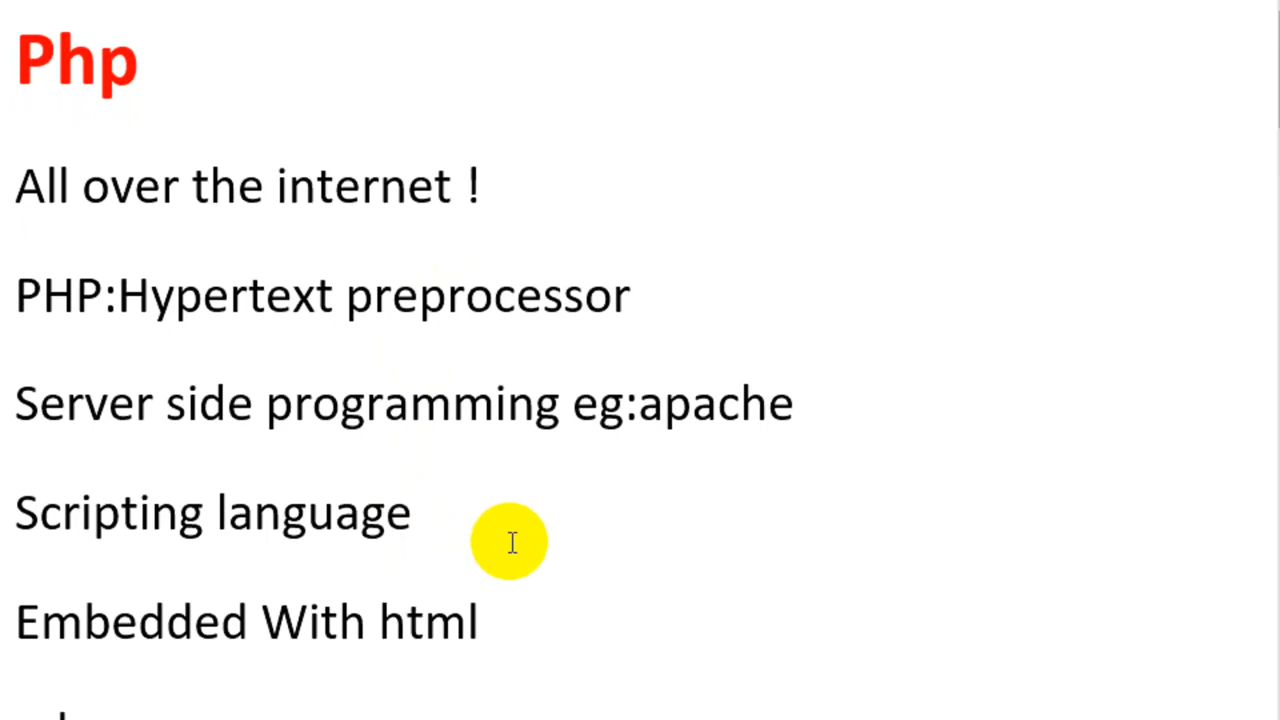 Php
All over the internet !
PHP:Hypertext preprocessor
Server side programming eg:apache
Scripting language
Embedded With html